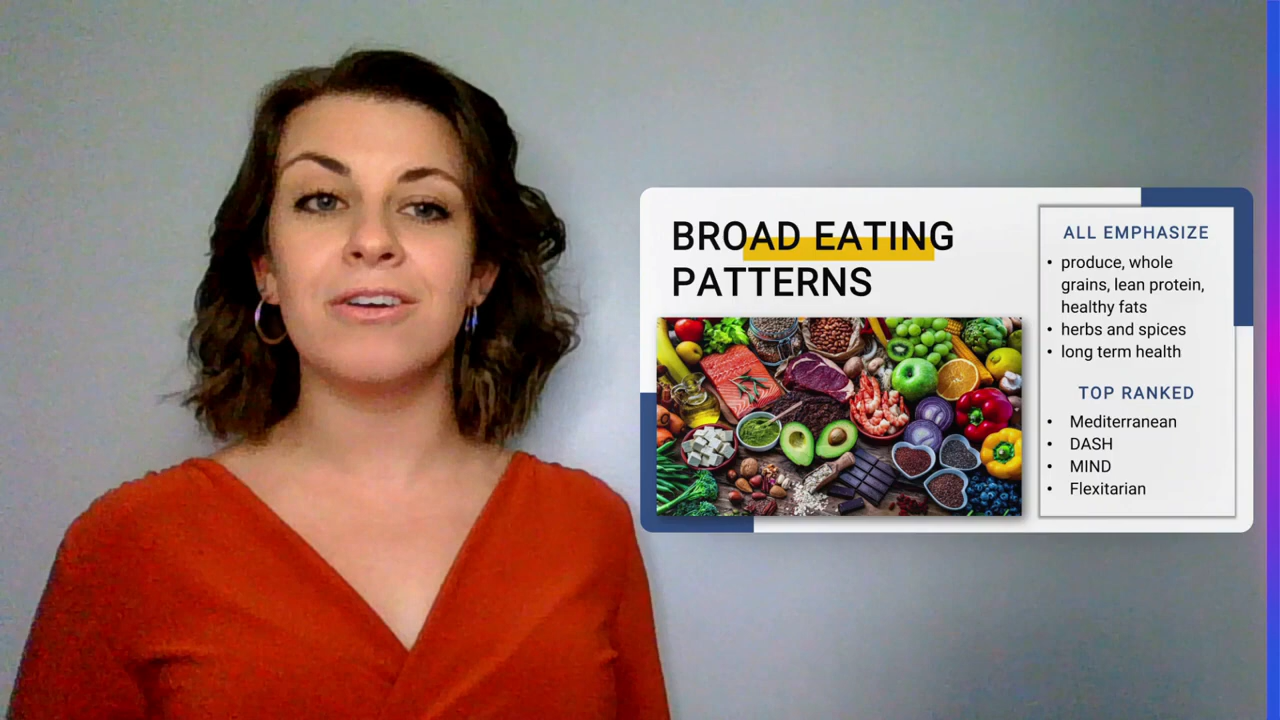 BROAD EATING
PATTERNS
ALL EMPHASIZE
• produce, whole
grains, lean protein,
healthy fats
• herbs and spices
• long term health
TOP RANKED
• Mediterranean
• DASH
• MIND
• Flexitarian